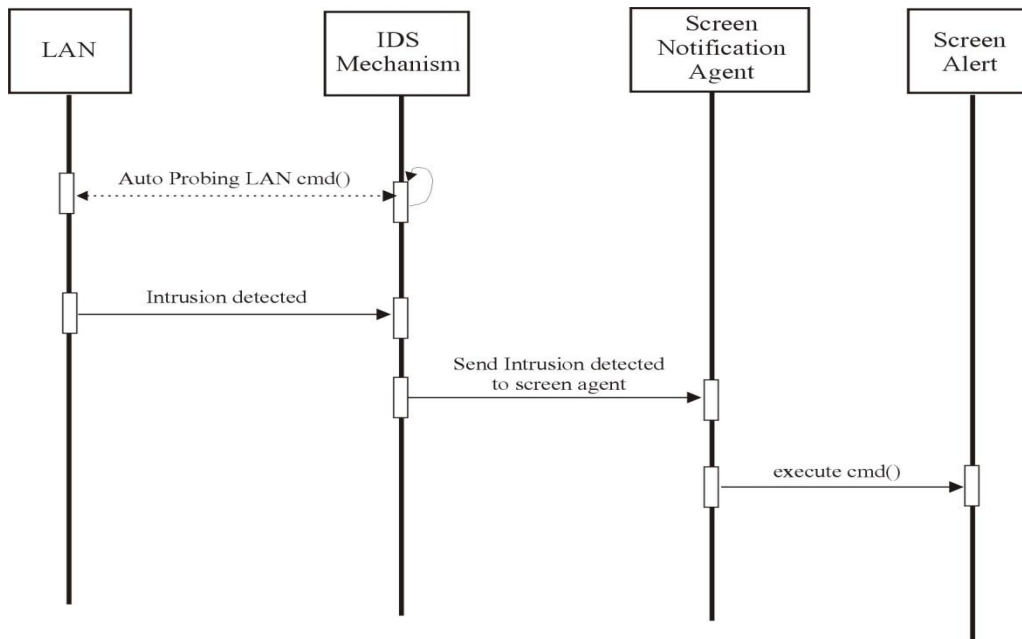 LAN
IDS
Mechanism
Screen
Notification
Agent
Screen
Alert
Auto Probing LAN cmd()
Intrusion detected
Send Intrusion detected
to screen agent
execute cmd()